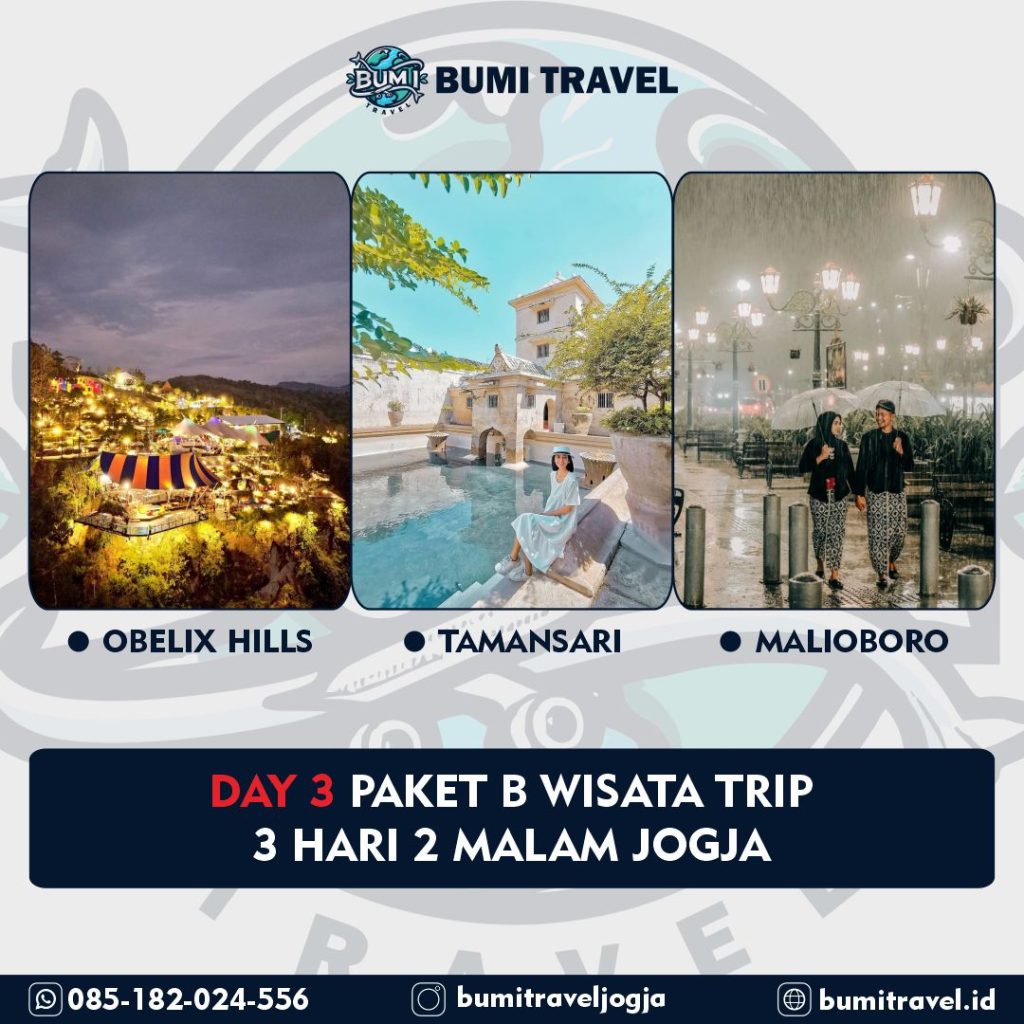 BUMI
TRAVEL
BUMI TRAVEL
● OBELIX HILLS
● TAMANSARI
● MALIOBORO
DAY 3 PAKET B WISATA TRIP
3 HARI 2 MALAM JOGJA
TRAVEL
085-182-024-556
bumitraveljogja
bumitravel.id